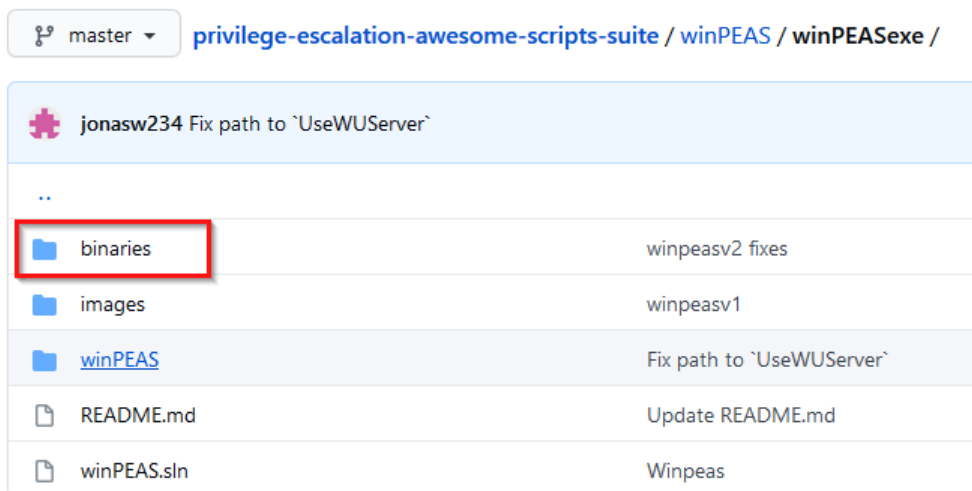 master privilege-escalation-awesome-scripts-suite / winPEAS / winPEASexe /
jonasw234 Fix path to `UseWUServer`
..
binaries winpeasv2 fixes
images winpeasv1
winPEAS Fix path to `UseWUServer`
README.md Update README.md
winPEAS.sln Winpeas